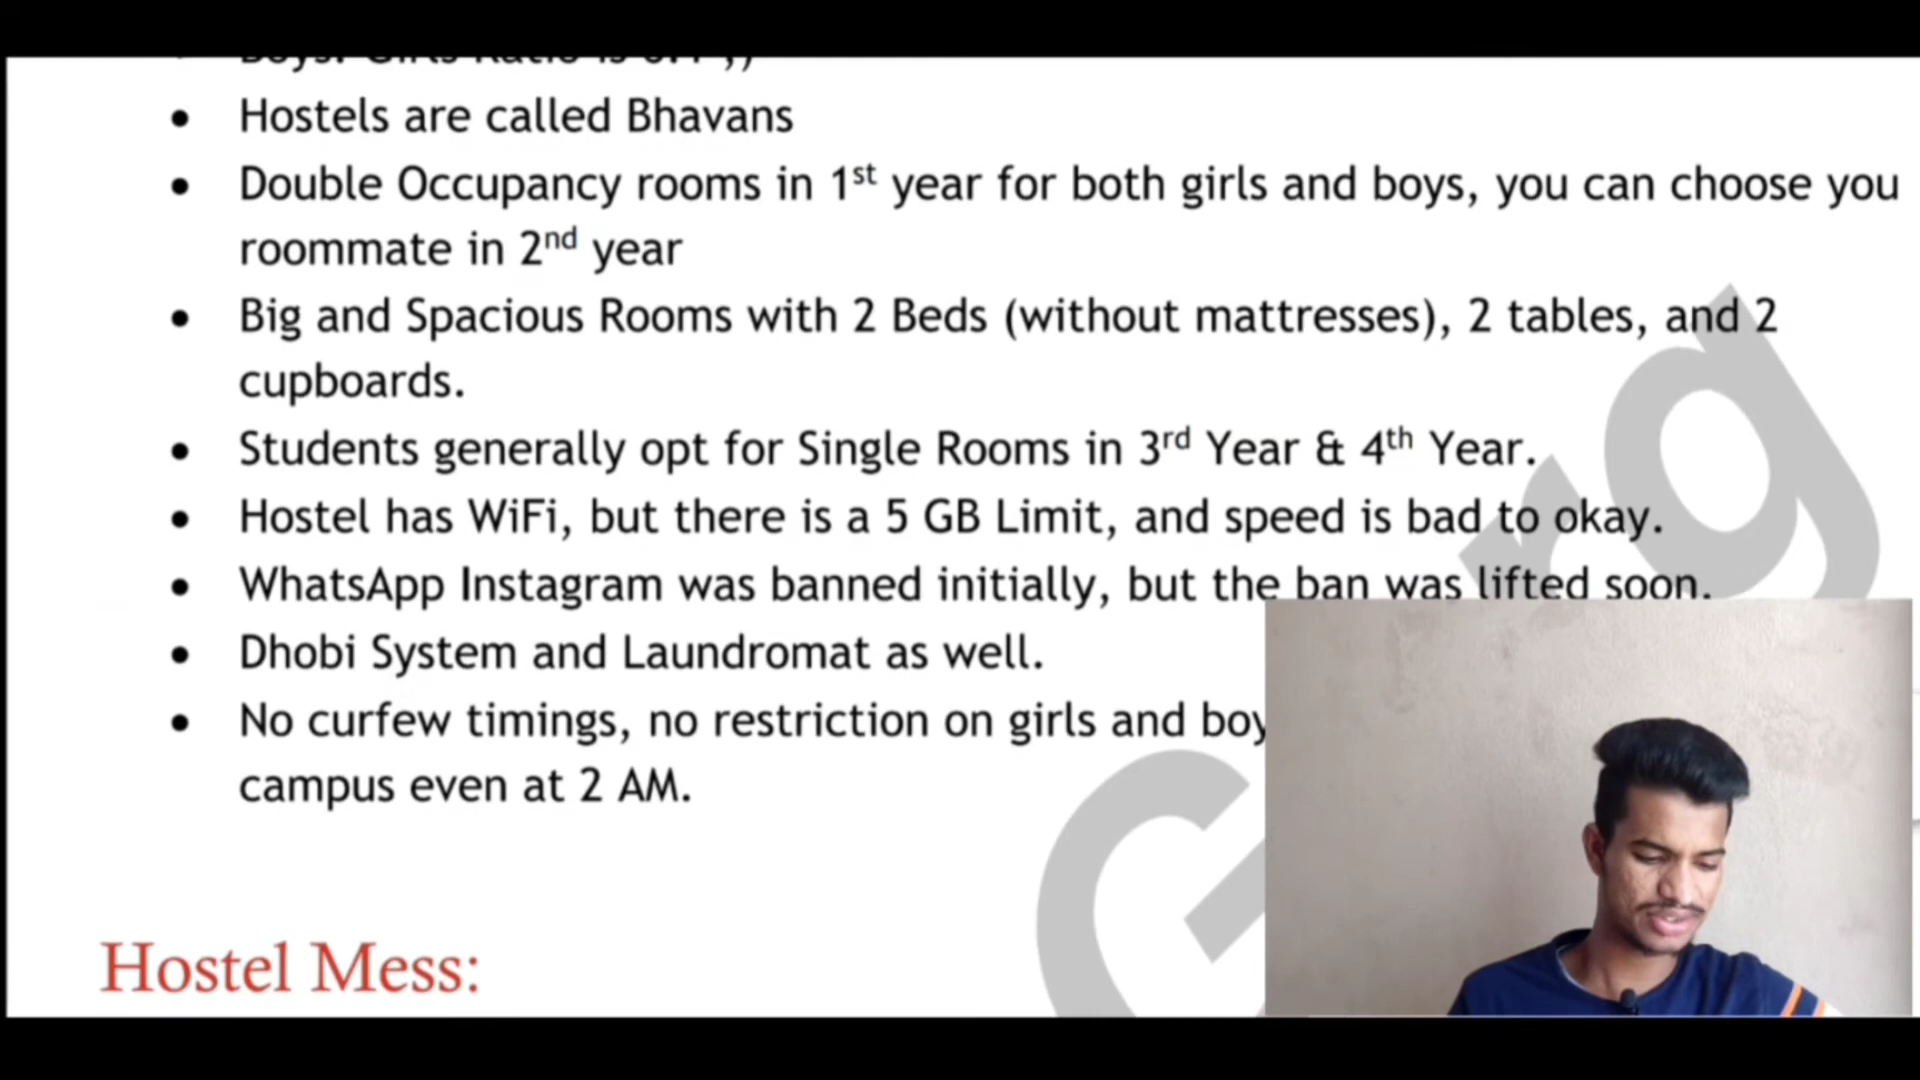 Hostels are called Bhavans
Double Occupancy rooms in 1st year for both girls and boys, you can choose you
roommate in 2nd year
Big and Spacious Rooms with 2 Beds (without mattresses), 2 tables, and 2
cupboards.
Students generally opt for Single Rooms in 3rd Year & 4th Year.
Hostel has WiFi, but there is a 5 GB Limit, and speed is bad to okay.
WhatsApp Instagram was banned initially, but the ban was lifted soon.
Dhobi System and Laundromat as well.
No curfew timings, no restriction on girls and boy
campus even at 2 AM.
Hostel Mess: